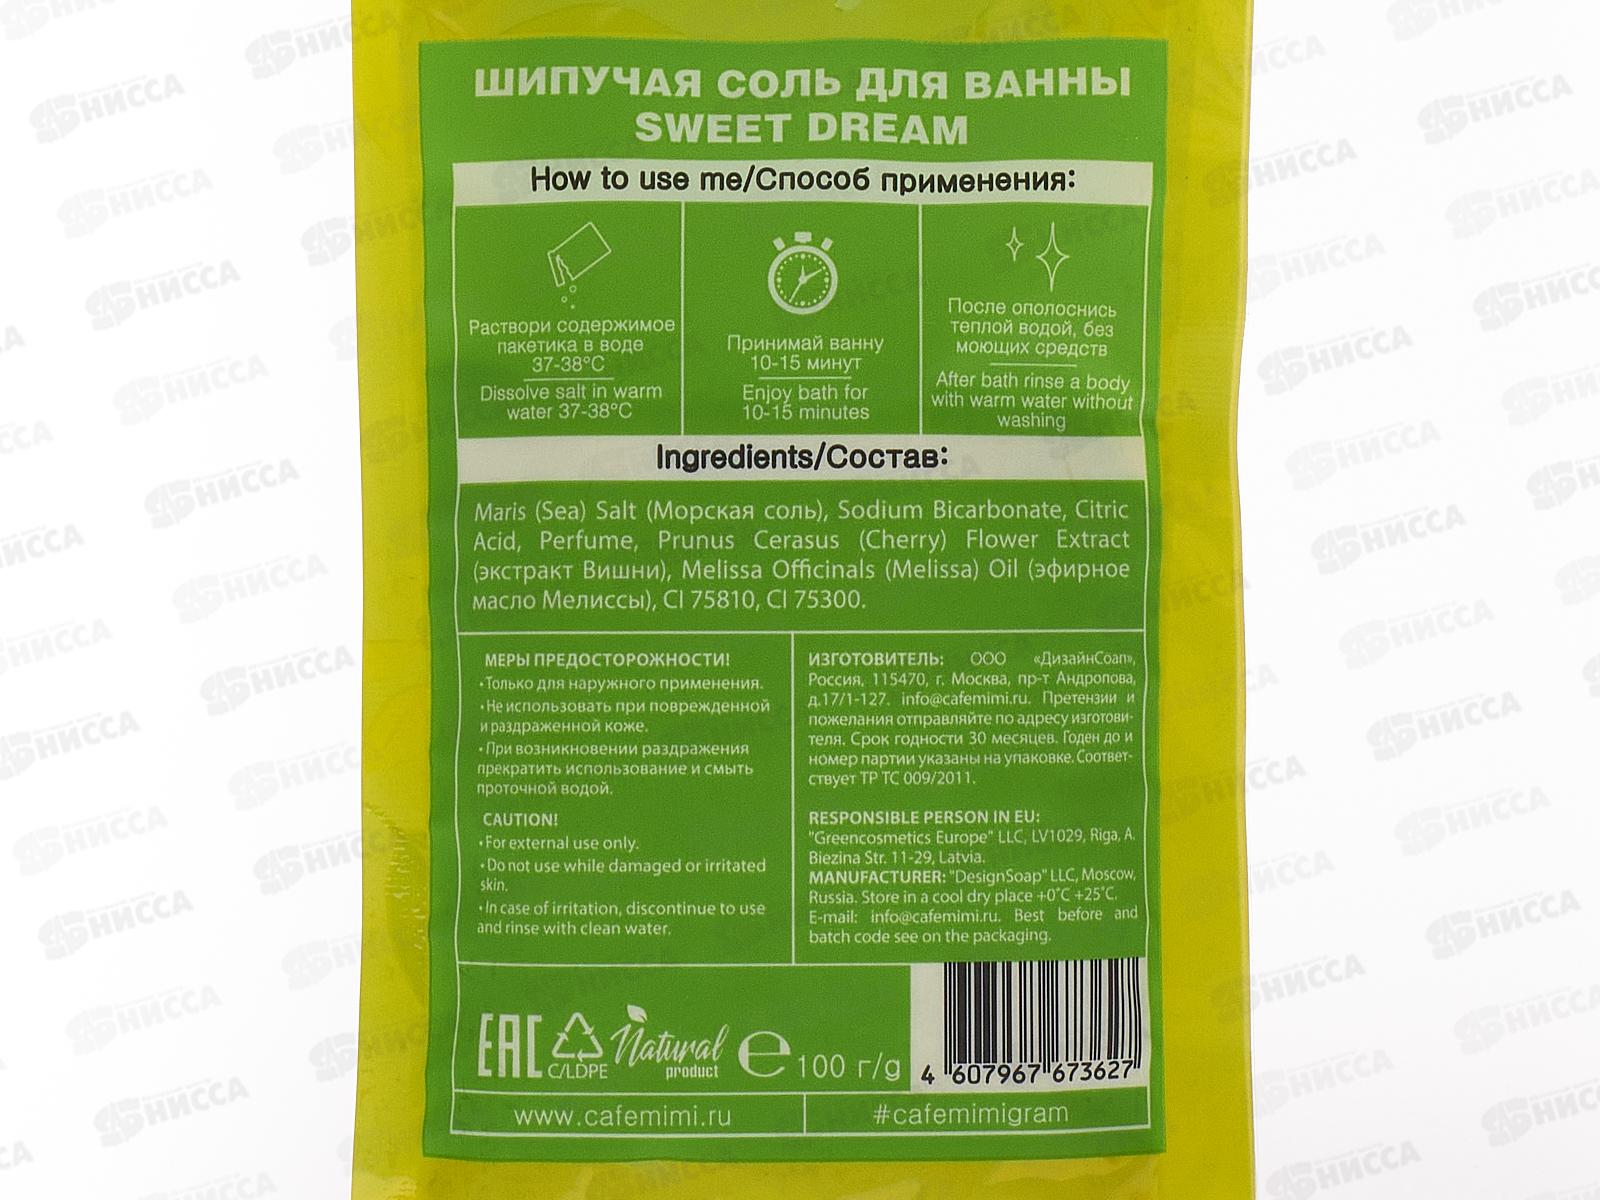 ШИПУЧАЯ СОЛЬ ДЛЯ ВАННЫ
SWEET DREAM
How to use me/Способ применения:
Раствори содержимое
пакетика в воде
37-38°C
Dissolve salt in warm
water 37-38°C
Принимай ванну
10-15 минут
Enjoy bath for
10-15 minutes
После ополоснись
теплой водой, без
моющих средств
After bath rinse a body
with warm water without
washing
Ingredients/Состав:
Maris (Sea) Salt (Морская соль), Sodium Bicarbonate, Citric
Acid, Perfume, Prunus Cerasus (Cherry) Flower Extract
(экстракт Вишни), Melissa Officinals (Melissa) Oil (эфирное
масло Мелиссы), CI 75810, CI 75300.
МЕРЫ ПРЕДОСТОРОЖНОСТИ!
•Только для наружного применения.
•Не использовать при поврежденной
и раздраженной коже.
•При возникновении раздражения
прекратить использование и смыть
проточной водой.
CAUTION!
•For external use only.
•Do not use while damaged or irritated
skin.
•In case of irritation, discontinue to use
and rinse with clean water.
ИЗГОТОВИТЕЛЬ: ООО «ДизайнСоап»,
Россия, 115470, г. Москва, пр-т Андропова,
д.17/1-127. info@cafemimi.ru. Претензии и
пожелания отправляйте по адресу изготови-
теля. Срок годности 30 месяцев. Годен до и
номер партии указаны на упаковке. Соответ-
ствует ТР ТС 009/2011.
RESPONSIBLE PERSON IN EU:
"Greencosmetics Europe" LLC, LV1029, Riga, A.
Biezina Str. 11-29, Latvia.
MANUFACTURER: "DesignSoap" LLC, Moscow,
Russia. Store in a cool dry place +0°C +25°C.
E-mail: info@cafemimi.ru. Best before and
batch code see on the packaging.
EAC
C/LDPE
Natural
product
℮ 100 г/g
4 607967 673627
www.cafemimi.ru
#cafemimigram
НИССА